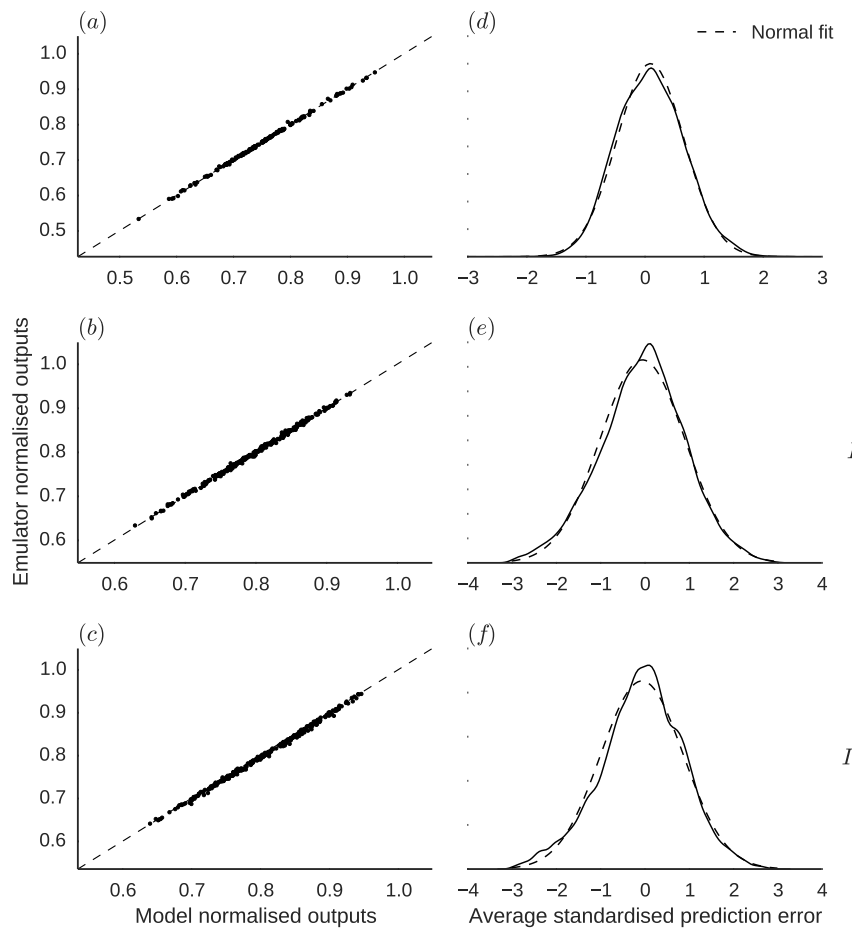 (a)
(d)
Normal fit
1.0
0.9
0.8
0.7
0.6
0.5
0.5 0.6 0.7 0.8 0.9 1.0
−3 −2 −1 0 1 2 3
(b)
(e)
1.0
0.9
0.8
0.7
0.6
0.6 0.7 0.8 0.9 1.0
−4 −3 −2 −1 0 1 2 3 4
Emulator normalised outputs
(c)
(f)
1.0
0.9
0.8
0.7
0.6
0.6 0.7 0.8 0.9 1.0
−4 −3 −2 −1 0 1 2 3 4
Model normalised outputs
Average standardised prediction error